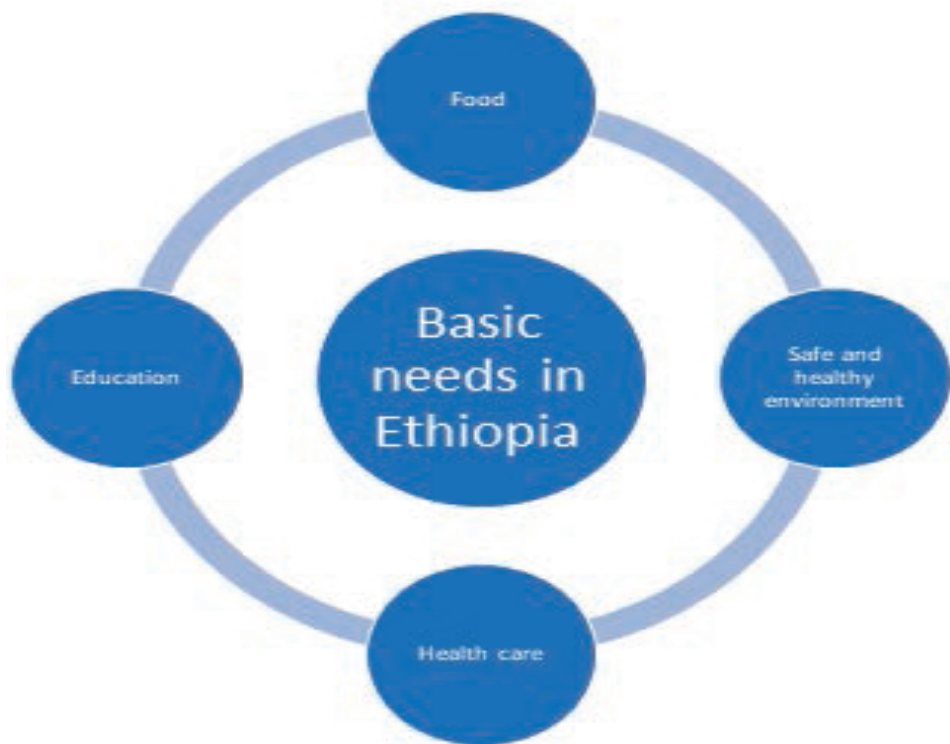 Food
Basic
needs in
Ethiopia
Education
Safe and
healthy
environment
Health care